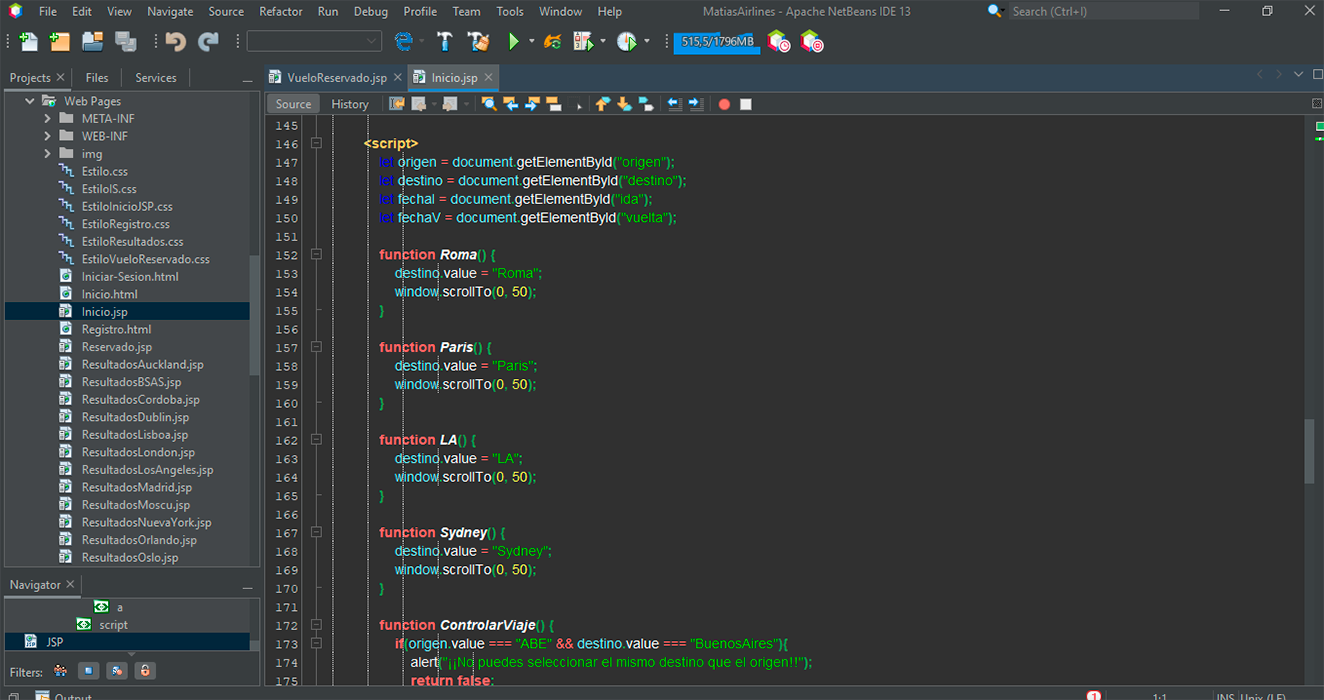 File Edit View Navigate Source Refactor Run Debug Profile Team Tools Window Help MatiasAirlines - Apache NetBeans IDE 13 Search (Ctrl+I)
515,5/1796MB
Projects Files Services
VueloReservado.jsp Inicio.jsp
Source History
Web Pages
META-INF
WEB-INF
img
Estilo.css
EstiloIS.css
EstiloInicioJSP.css
EstiloRegistro.css
EstiloResultados.css
EstiloVueloReservado.css
Iniciar-Sesion.html
Inicio.html
Inicio.jsp
Registro.html
Reservado.jsp
ResultadosAuckland.jsp
ResultadosBSAS.jsp
ResultadosCordoba.jsp
ResultadosDublin.jsp
ResultadosLisboa.jsp
ResultadosLondon.jsp
ResultadosLosAngeles.jsp
ResultadosMadrid.jsp
ResultadosMoscu.jsp
ResultadosNuevaYork.jsp
ResultadosOrlando.jsp
ResultadosOslo.jsp
Navigator
a
script
JSP
Filters:
Output
145
146 <script>
147 let origen = document.getElementById("origen");
148 let destino = document.getElementById("destino");
149 let fechaI = document.getElementById("ida");
150 let fechaV = document.getElementById("vuelta");
151
152 function Roma() {
153 destino.value = "Roma";
154 window.scrollTo(0, 50);
155 }
156
157 function Paris() {
158 destino.value = "Paris";
159 window.scrollTo(0, 50);
160 }
161
162 function LA() {
163 destino.value = "LA";
164 window.scrollTo(0, 50);
165 }
166
167 function Sydney() {
168 destino.value = "Sydney";
169 window.scrollTo(0, 50);
170 }
171
172 function ControlarViaje() {
173 if(origen.value === "ABE" && destino.value === "BuenosAires"){
174 alert("¡¡No puedes seleccionar el mismo destino que el origen!!");
175 return false;
1 1:1 INS Unix (LF)